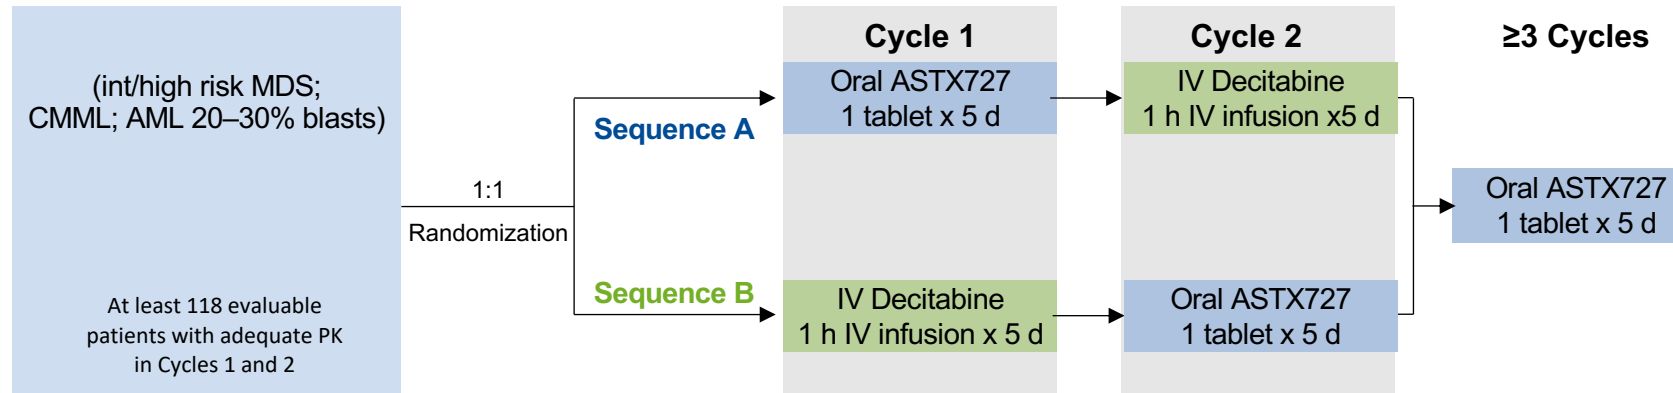 (int/high risk MDS;
CMML; AML 20–30% blasts)
At least 118 evaluable
patients with adequate PK
in Cycles 1 and 2
1:1
Randomization
Sequence A
Sequence B
Cycle 1
Oral ASTX727
1 tablet x 5 d
IV Decitabine
1 h IV infusion x 5 d
Cycle 2
IV Decitabine
1 h IV infusion x5 d
Oral ASTX727
1 tablet x 5 d
≥3 Cycles
Oral ASTX727
1 tablet x 5 d